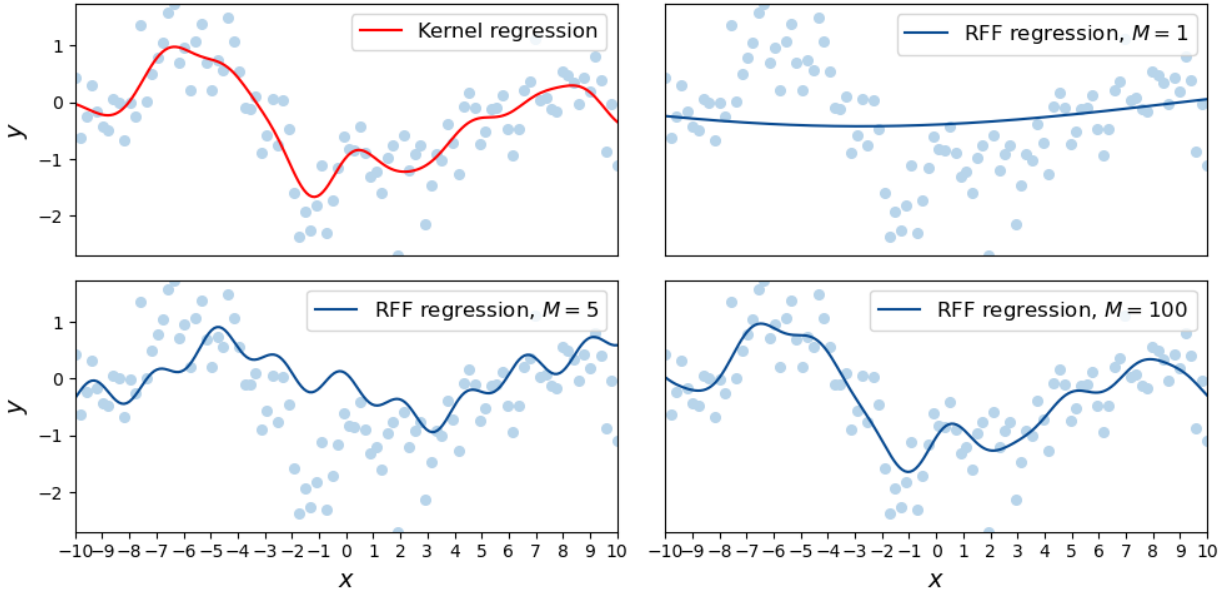 Kernel regression
RFF regression, M = 1
1
0
−1
−2
y
RFF regression, M = 5
RFF regression, M = 100
1
0
−1
−2
y
−10 −9 −8 −7 −6 −5 −4 −3 −2 −1 0 1 2 3 4 5 6 7 8 9 10
−10 −9 −8 −7 −6 −5 −4 −3 −2 −1 0 1 2 3 4 5 6 7 8 9 10
x
x